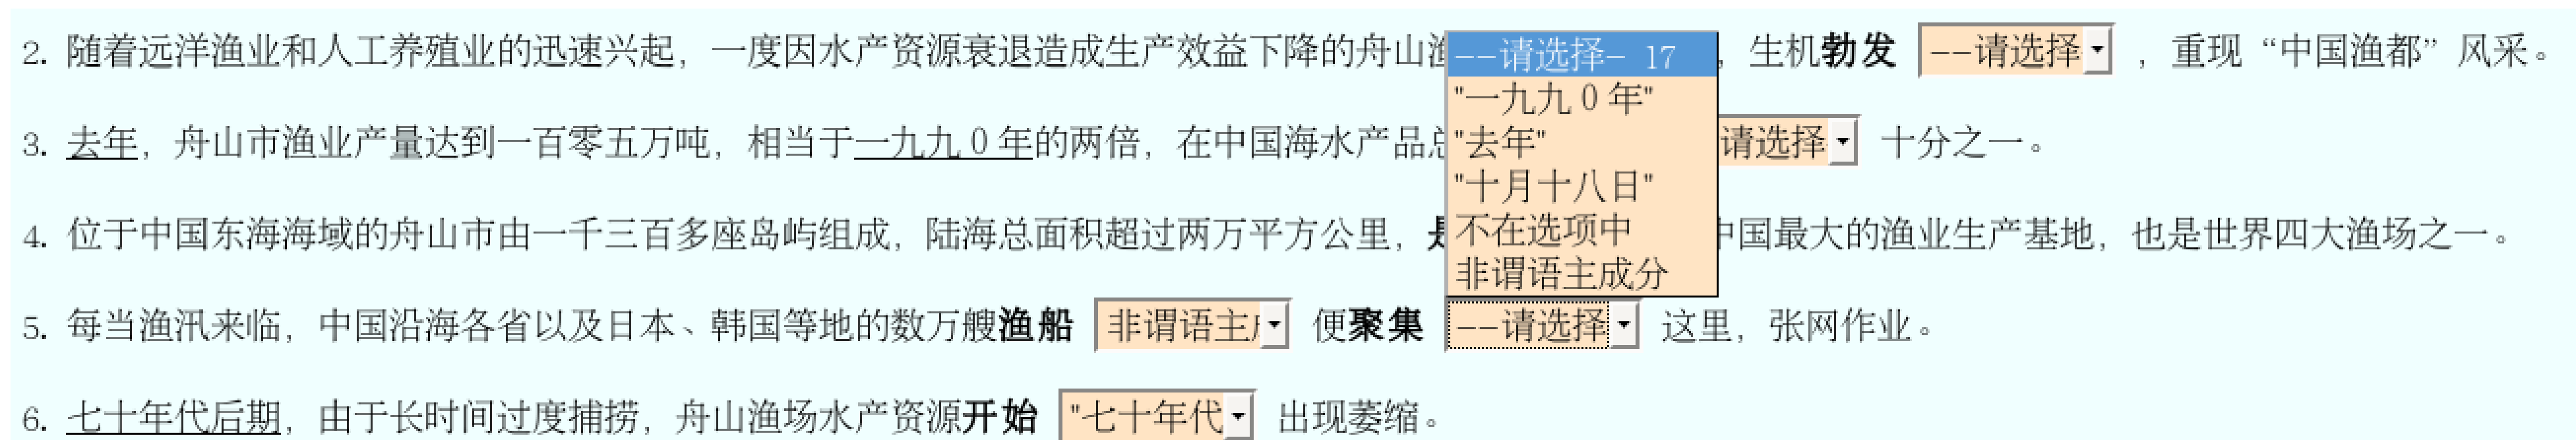 2. 随着远洋渔业和人工养殖业的迅速兴起，一度因水产资源衰退造成生产效益下降的舟山 ，生机勃发 --请选择 ，重现“中国渔都”风采。
--请选择- 17
"一九九０年"
3. 去年，舟山市渔业产量达到一百零五万吨，相当于一九九０年的两倍，在中国海水产品 请选择 十分之一。
"去年"
"十月十八日"
4. 位于中国东海海域的舟山市由一千三百多座岛屿组成，陆海总面积超过两万平方公里， 中国最大的渔业生产基地，也是世界四大渔场之一。
不在选项中
非谓语主成分
5. 每当渔汛来临，中国沿海各省以及日本、韩国等地的数万艘渔船 非谓语主 便聚集 --请选择 这里，张网作业。
6. 七十年代后期，由于长时间过度捕捞，舟山渔场水产资源开始 "七十年代 出现萎缩。